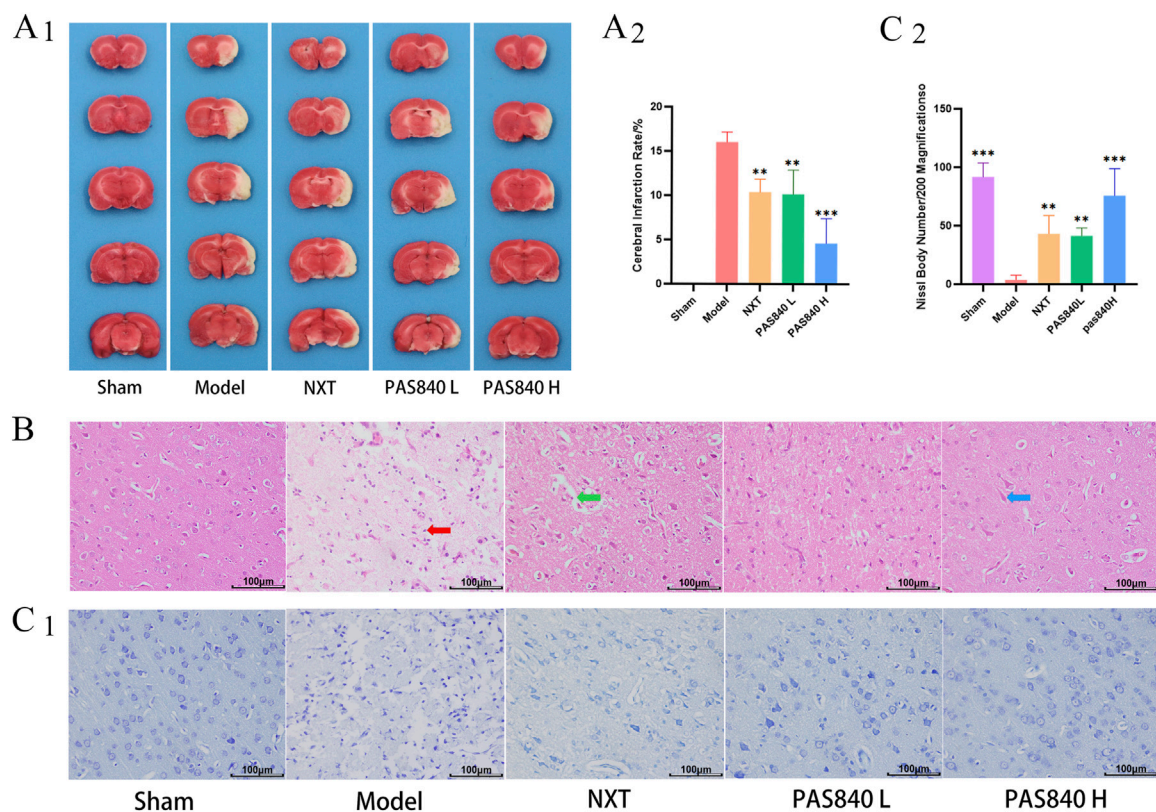 A1
Sham
Model
NXT
PAS840 L
PAS840 H
A2
Cerebral Infarction Rate/%
20
15
10
5
0
**
**
***
Sham
Model
NXT
PAS840 L
PAS840 H
C 2
Nissl Body Number/200 Magnificationso
150
100
50
0
***
**
**
***
Sham
Model
NXT
PAS840L
pas840H
B
100μm
100μm
100μm
100μm
100μm
C 1
100μm
100μm
100μm
100μm
100μm
Sham
Model
NXT
PAS840 L
PAS840 H